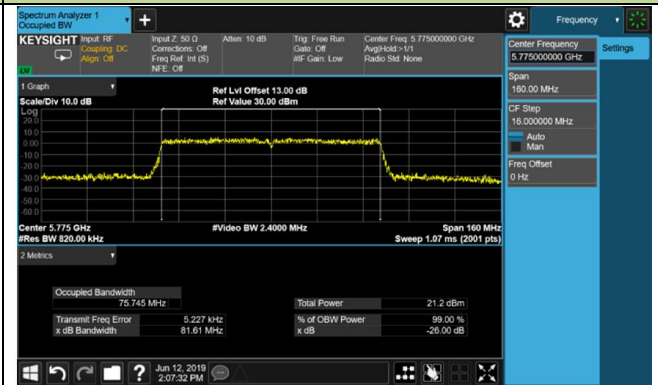 Spectrum Analyzer 1
Occupied BW
Frequency
KEYSIGHT
Input: RF
Coupling: DC
Align: Off
Input Z: 50 Ω
Corrections: Off
Freq Ref: Int (S)
NFE: Off
Atten: 10 dB
Trig: Free Run
Gate: Off
#IF Gain: Low
Center Freq: 5.775000000 GHz
Avg|Hold:>1/1
Radio Std: None
Center Frequency
5.775000000 GHz
Settings
Span
160.00 MHz
CF Step
16.000000 MHz
Auto
Man
Freq Offset
0 Hz
1 Graph
Scale/Div 10.0 dB
Ref Lvl Offset 13.00 dB
Ref Value 30.00 dBm
Log
20.0
10.0
0.00
-10.0
-20.0
-30.0
-40.0
-50.0
-60.0
Center 5.775 GHz
#Res BW 820.00 kHz
#Video BW 2.4000 MHz
Span 160 MHz
Sweep 1.07 ms (2001 pts)
2 Metrics
Occupied Bandwidth
75.745 MHz
Total Power 21.2 dBm
Transmit Freq Error 5.227 kHz
% of OBW Power 99.00 %
x dB Bandwidth 81.61 MHz
x dB -26.00 dB
Jun 12, 2019
2:07:32 PM